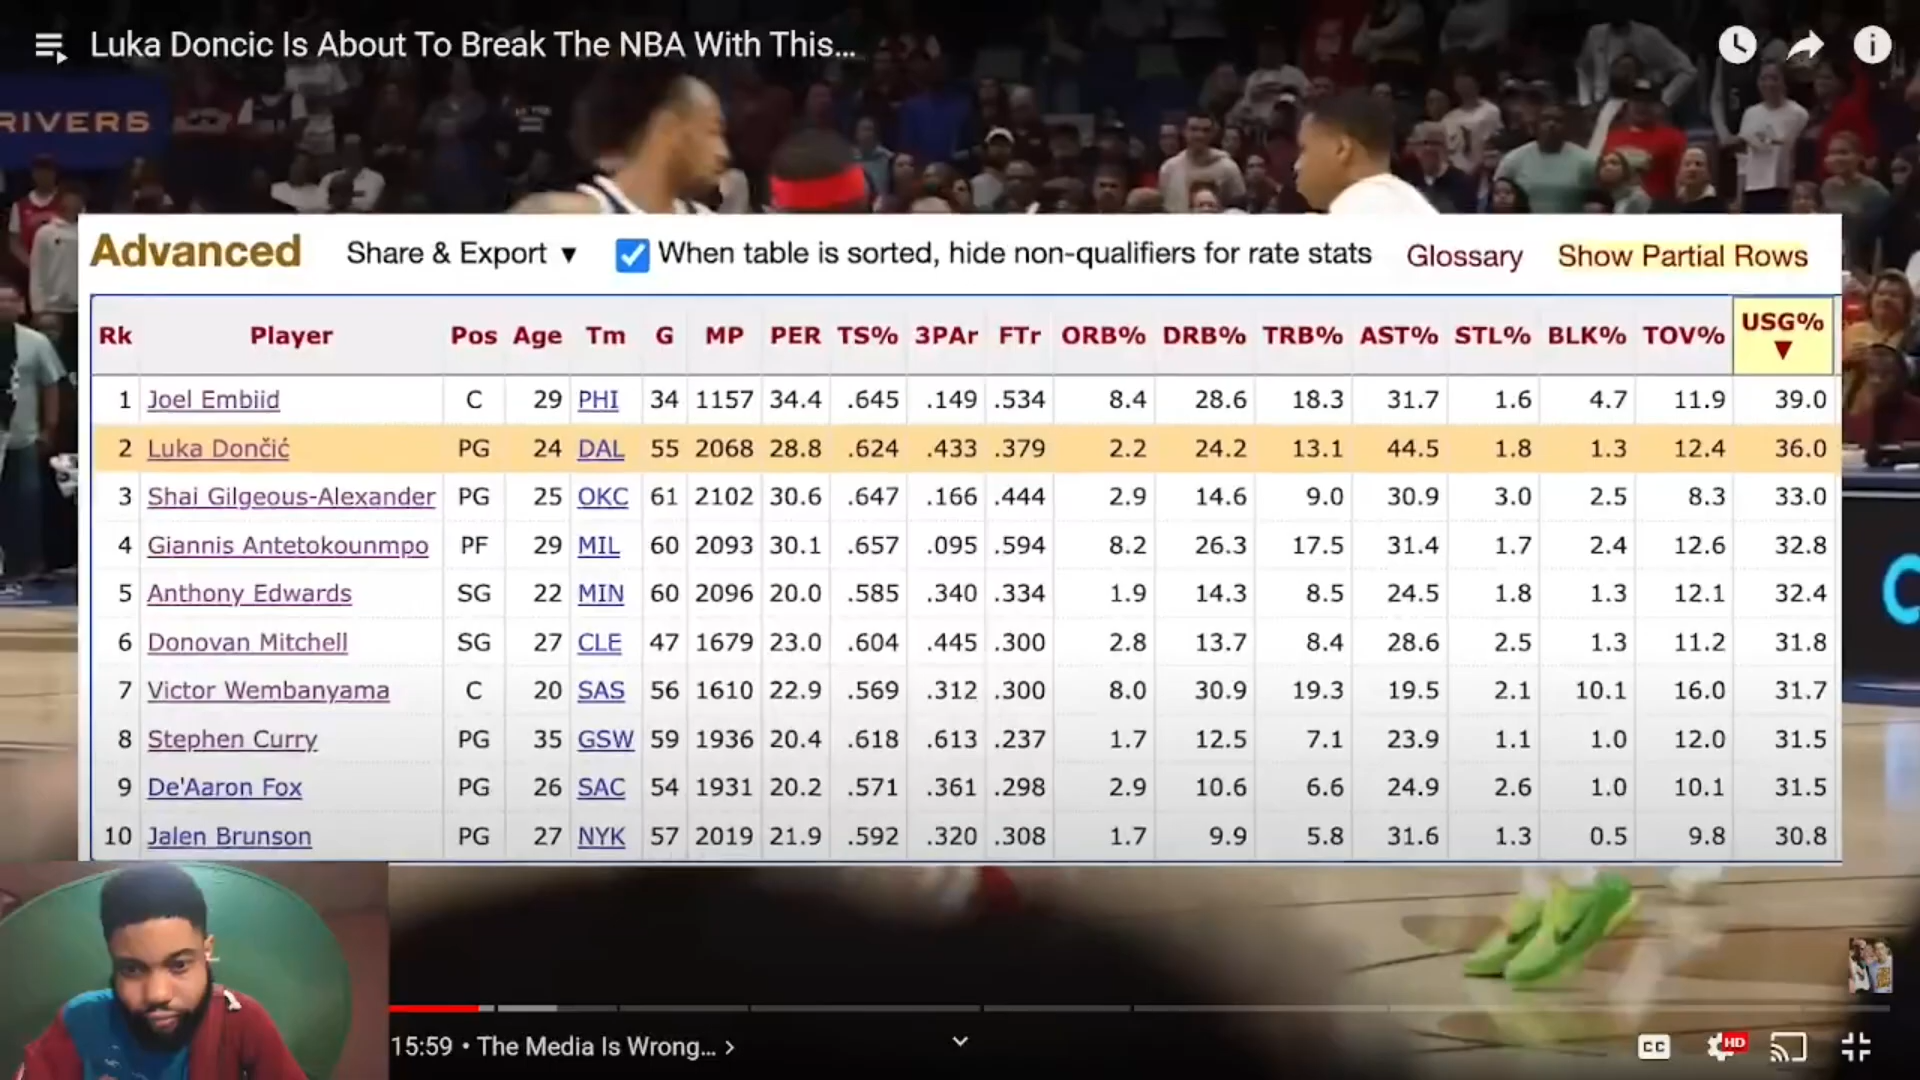 Luka Doncic Is About To Break The NBA With This...
RIVERS
Advanced Share & Export ▼ When table is sorted, hide non-qualifiers for rate stats Glossary Show Partial Rows
Rk Player Pos Age Tm G MP PER TS% 3PAr FTr ORB% DRB% TRB% AST% STL% BLK% TOV% USG% ▼
1 Joel Embiid C 29 PHI 34 1157 34.4 .645 .149 .534 8.4 28.6 18.3 31.7 1.6 4.7 11.9 39.0
2 Luka Dončić PG 24 DAL 55 2068 28.8 .624 .433 .379 2.2 24.2 13.1 44.5 1.8 1.3 12.4 36.0
3 Shai Gilgeous-Alexander PG 25 OKC 61 2102 30.6 .647 .166 .444 2.9 14.6 9.0 30.9 3.0 2.5 8.3 33.0
4 Giannis Antetokounmpo PF 29 MIL 60 2093 30.1 .657 .095 .594 8.2 26.3 17.5 31.4 1.7 2.4 12.6 32.8
5 Anthony Edwards SG 22 MIN 60 2096 20.0 .585 .340 .334 1.9 14.3 8.5 24.5 1.8 1.3 12.1 32.4
6 Donovan Mitchell SG 27 CLE 47 1679 23.0 .604 .445 .300 2.8 13.7 8.4 28.6 2.5 1.3 11.2 31.8
7 Victor Wembanyama C 20 SAS 56 1610 22.9 .569 .312 .300 8.0 30.9 19.3 19.5 2.1 10.1 16.0 31.7
8 Stephen Curry PG 35 GSW 59 1936 20.4 .618 .613 .237 1.7 12.5 7.1 23.9 1.1 1.0 12.0 31.5
9 De'Aaron Fox PG 26 SAC 54 1931 20.2 .571 .361 .298 2.9 10.6 6.6 24.9 2.6 1.0 10.1 31.5
10 Jalen Brunson PG 27 NYK 57 2019 21.9 .592 .320 .308 1.7 9.9 5.8 31.6 1.3 0.5 9.8 30.8
15:59 • The Media Is Wrong... >
CC HD